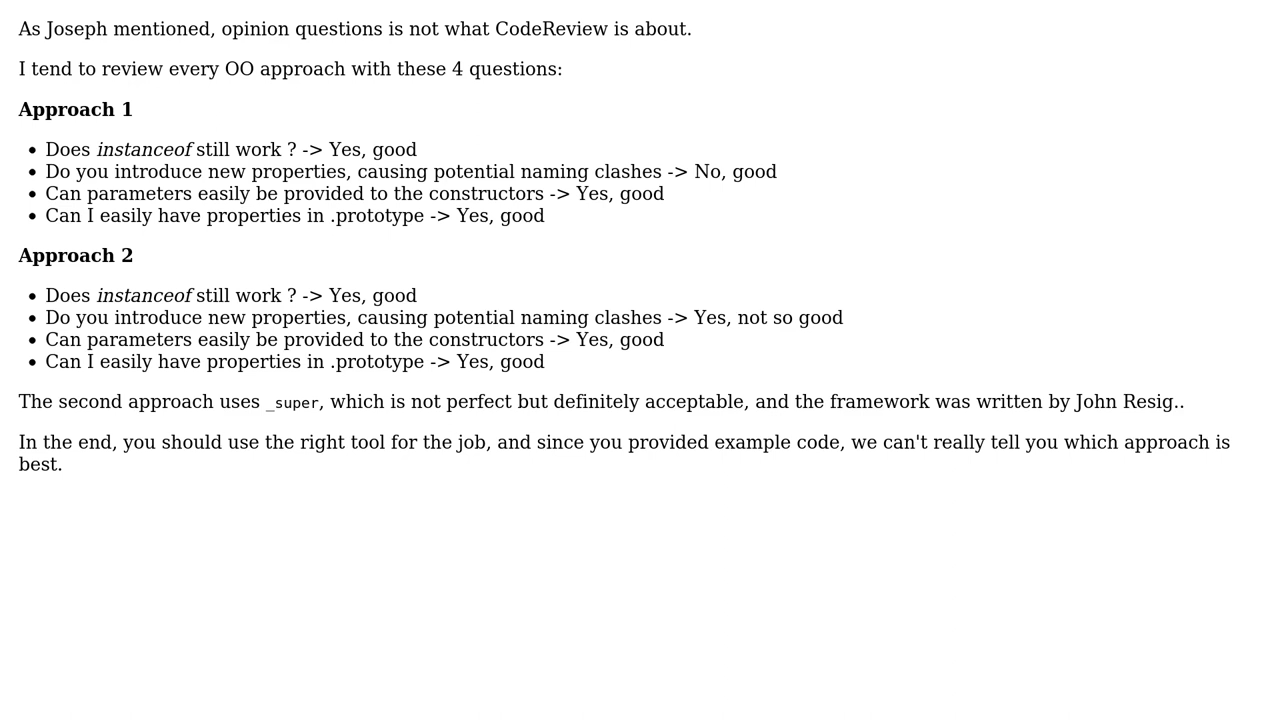 As Joseph mentioned, opinion questions is not what CodeReview is about.
I tend to review every OO approach with these 4 questions:
Approach 1
• Does instanceof still work ? -> Yes, good
• Do you introduce new properties, causing potential naming clashes -> No, good
• Can parameters easily be provided to the constructors -> Yes, good
• Can I easily have properties in .prototype -> Yes, good
Approach 2
• Does instanceof still work ? -> Yes, good
• Do you introduce new properties, causing potential naming clashes -> Yes, not so good
• Can parameters easily be provided to the constructors -> Yes, good
• Can I easily have properties in .prototype -> Yes, good
The second approach uses _super, which is not perfect but definitely acceptable, and the framework was written by John Resig..
In the end, you should use the right tool for the job, and since you provided example code, we can't really tell you which approach is
best.